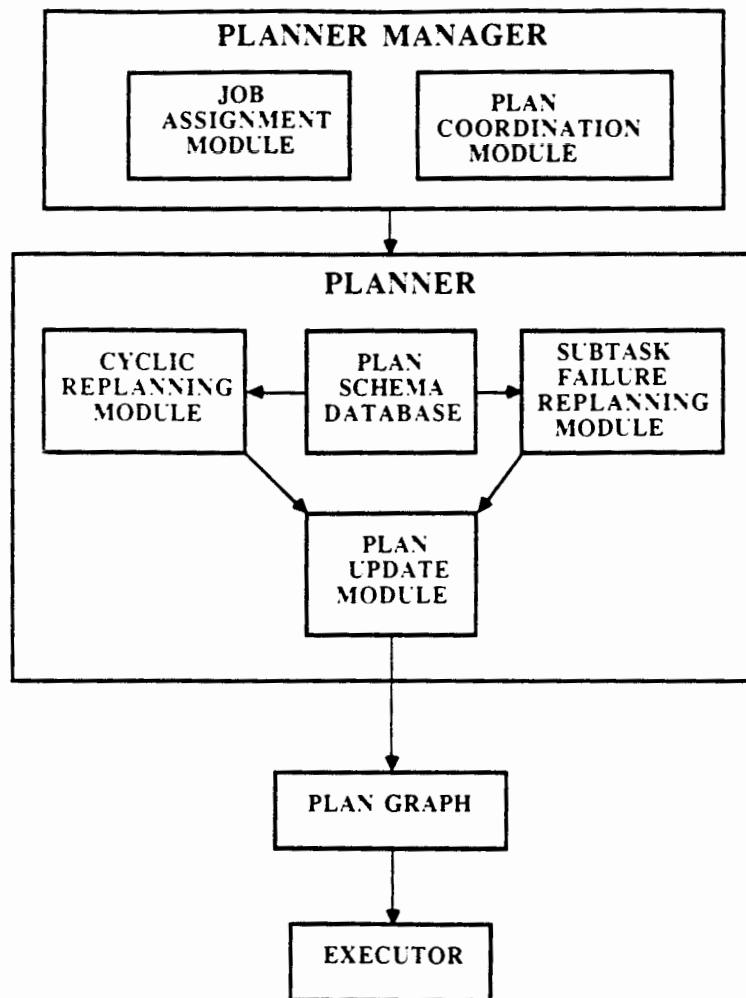 PLANNER MANAGER
JOB
ASSIGNMENT
MODULE
PLAN
COORDINATION
MODULE
PLANNER
CYCLIC
REPLANNING
MODULE
PLAN
SCHEMA
DATABASE
SUBTASK
FAILURE
REPLANNING
MODULE
PLAN
UPDATE
MODULE
PLAN GRAPH
EXECUTOR